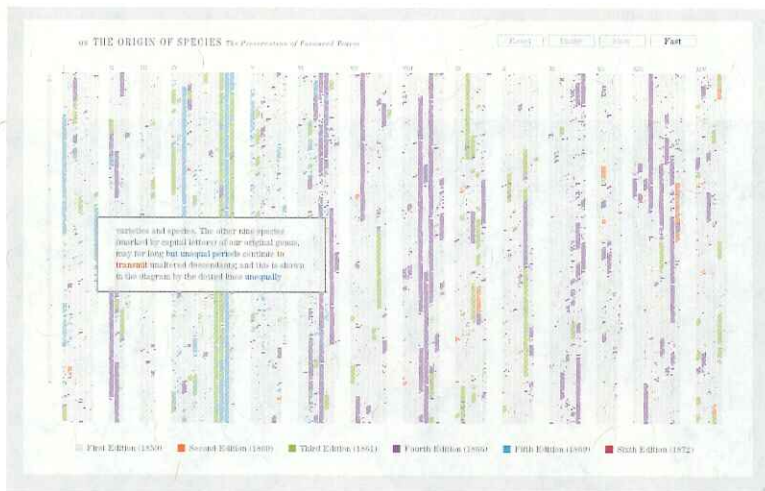 ON THE ORIGIN OF SPECIES The Preservation of Favoured Traces
Fast
varieties and species. The other nine species
(marked by capital letters) of our original genus,
may for long but unequal periods continue to
transmit unaltered descendants; and this is shown
in the diagram by the dotted lines unequally
First Edition (1859) Second Edition (1860) Third Edition (1861) Fourth Edition (1866) Fifth Edition (1869) Sixth Edition (1872)